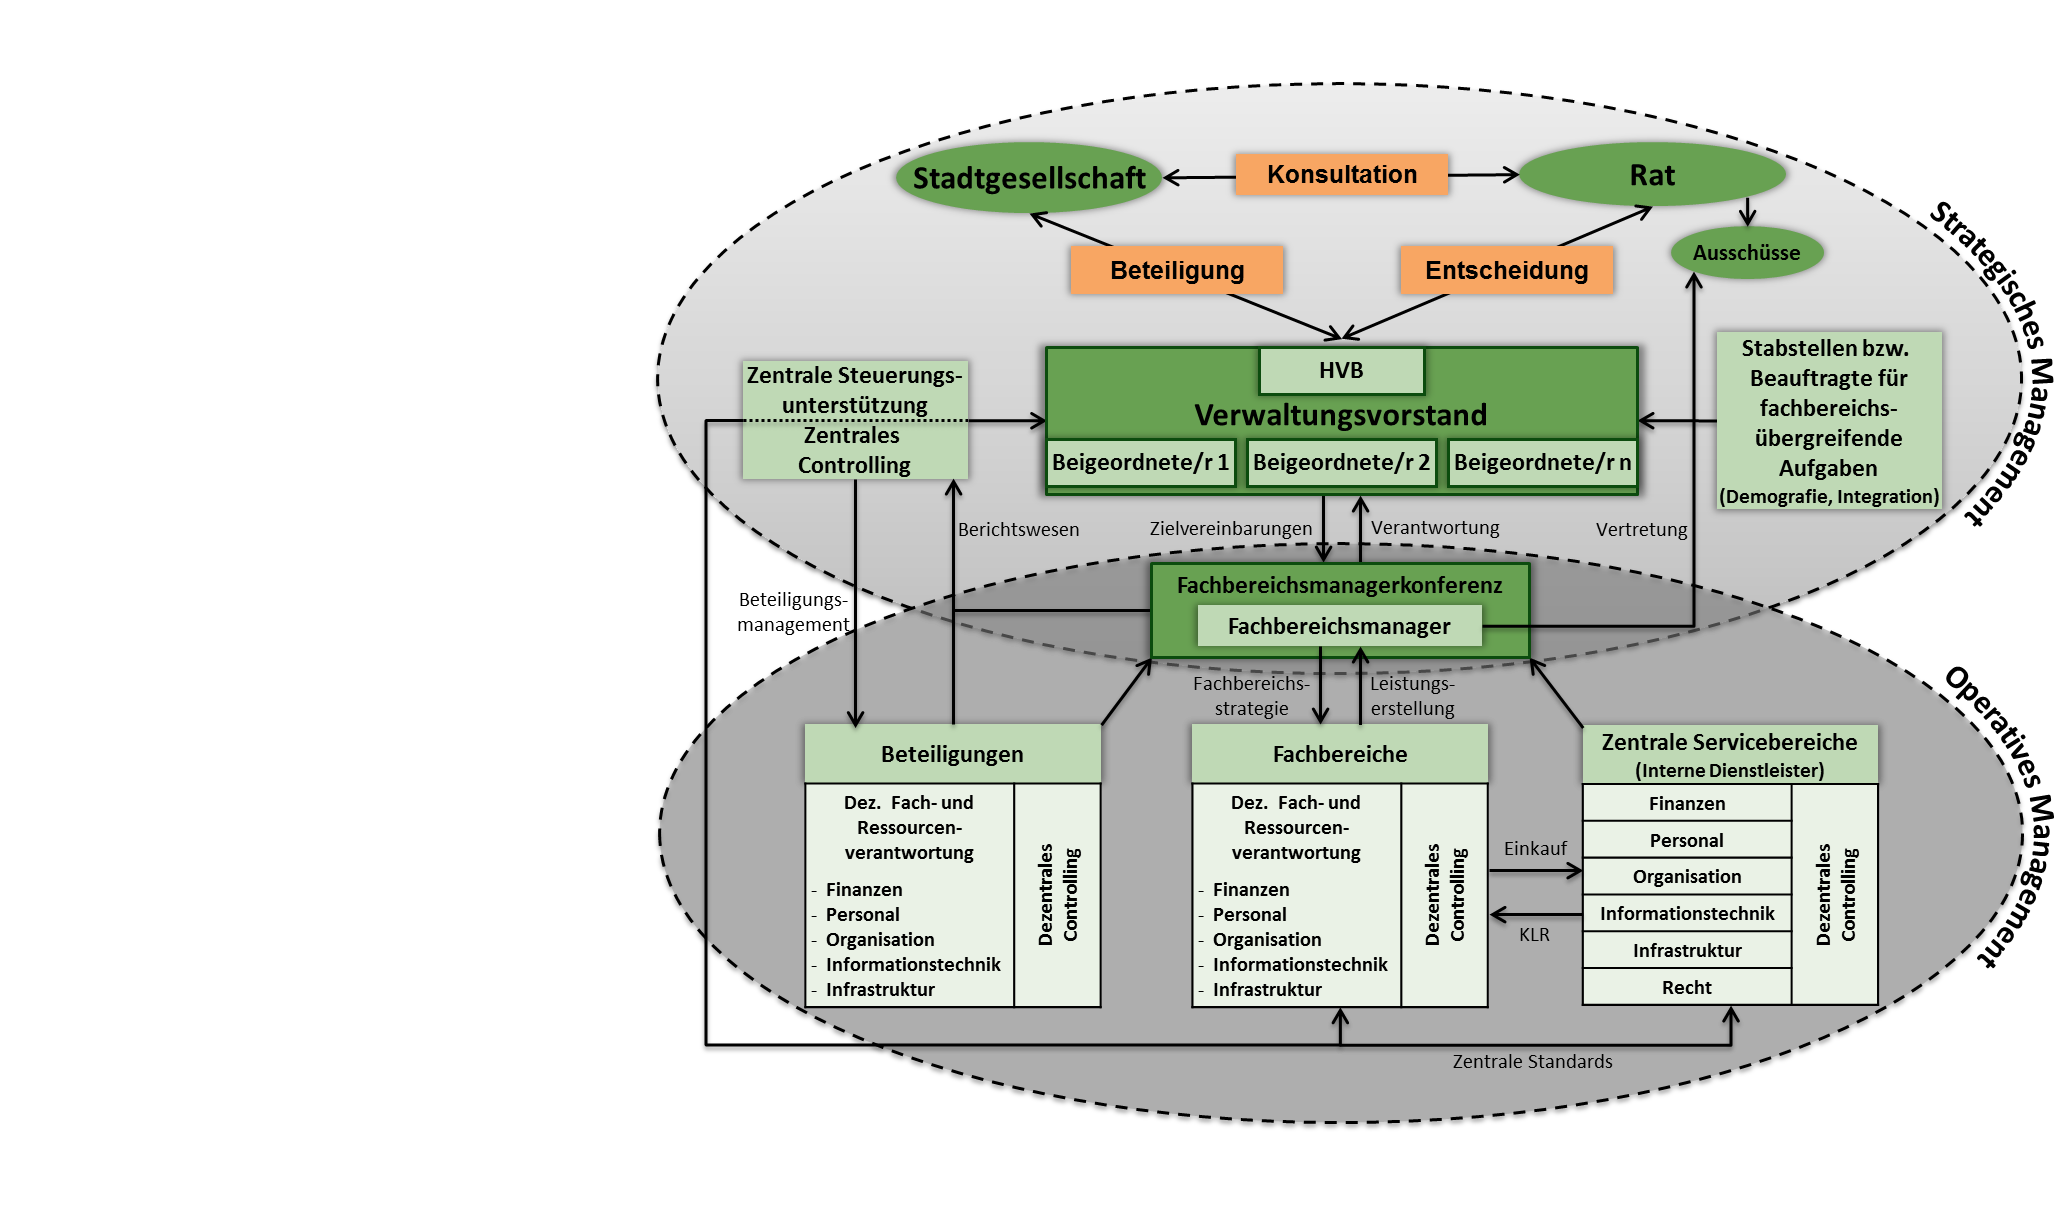 Stadtgesellschaft
Konsultation
Rat
Ausschüsse
Beteiligung
Entscheidung
Strategisches Management
HVB
Verwaltungsvorstand
Beigeordnete/r 1
Beigeordnete/r 2
Beigeordnete/r n
Zentrale Steuerungs-
unterstützung
Zentrales
Controlling
Stabstellen bzw.
Beauftragte für
fachbereichs-
übergreifende
Aufgaben
(Demografie, Integration)
Berichtswesen
Zielvereinbarungen
Verantwortung
Vertretung
Beteiligungs-
management
Fachbereichsmanagerkonferenz
Fachbereichsmanager
Fachbereichs-
strategie
Leistungs-
erstellung
Operatives Management
Beteiligungen
Dez. Fach- und
Ressourcen-
verantwortung
- Finanzen
- Personal
- Organisation
- Informationstechnik
- Infrastruktur
Dezentrales
Controlling
Fachbereiche
Dez. Fach- und
Ressourcen-
verantwortung
- Finanzen
- Personal
- Organisation
- Informationstechnik
- Infrastruktur
Dezentrales
Controlling
Einkauf
KLR
Zentrale Servicebereiche
(Interne Dienstleister)
Finanzen
Personal
Organisation
Informationstechnik
Infrastruktur
Recht
Dezentrales
Controlling
Zentrale Standards